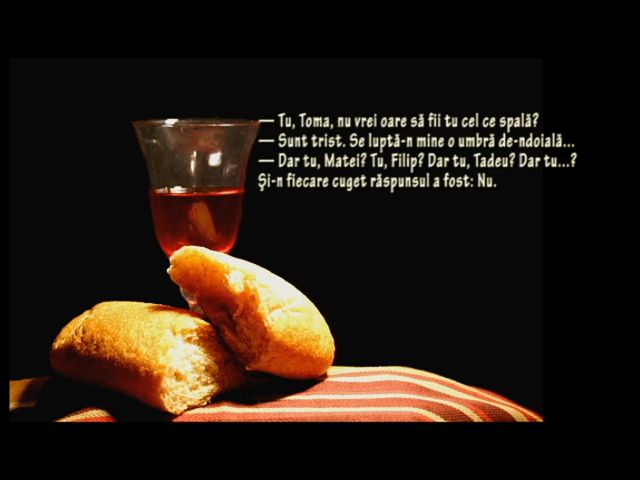 — Tu, Toma, nu vrei oare să fii tu cel ce spală?
— Sunt trist. Se luptă-n mine o umbră de-ndoială...
— Dar tu, Matei? Tu, Filip? Dar tu, Tadeu? Dar tu...?
Și-n fiecare cuget răspunsul a fost: Nu.